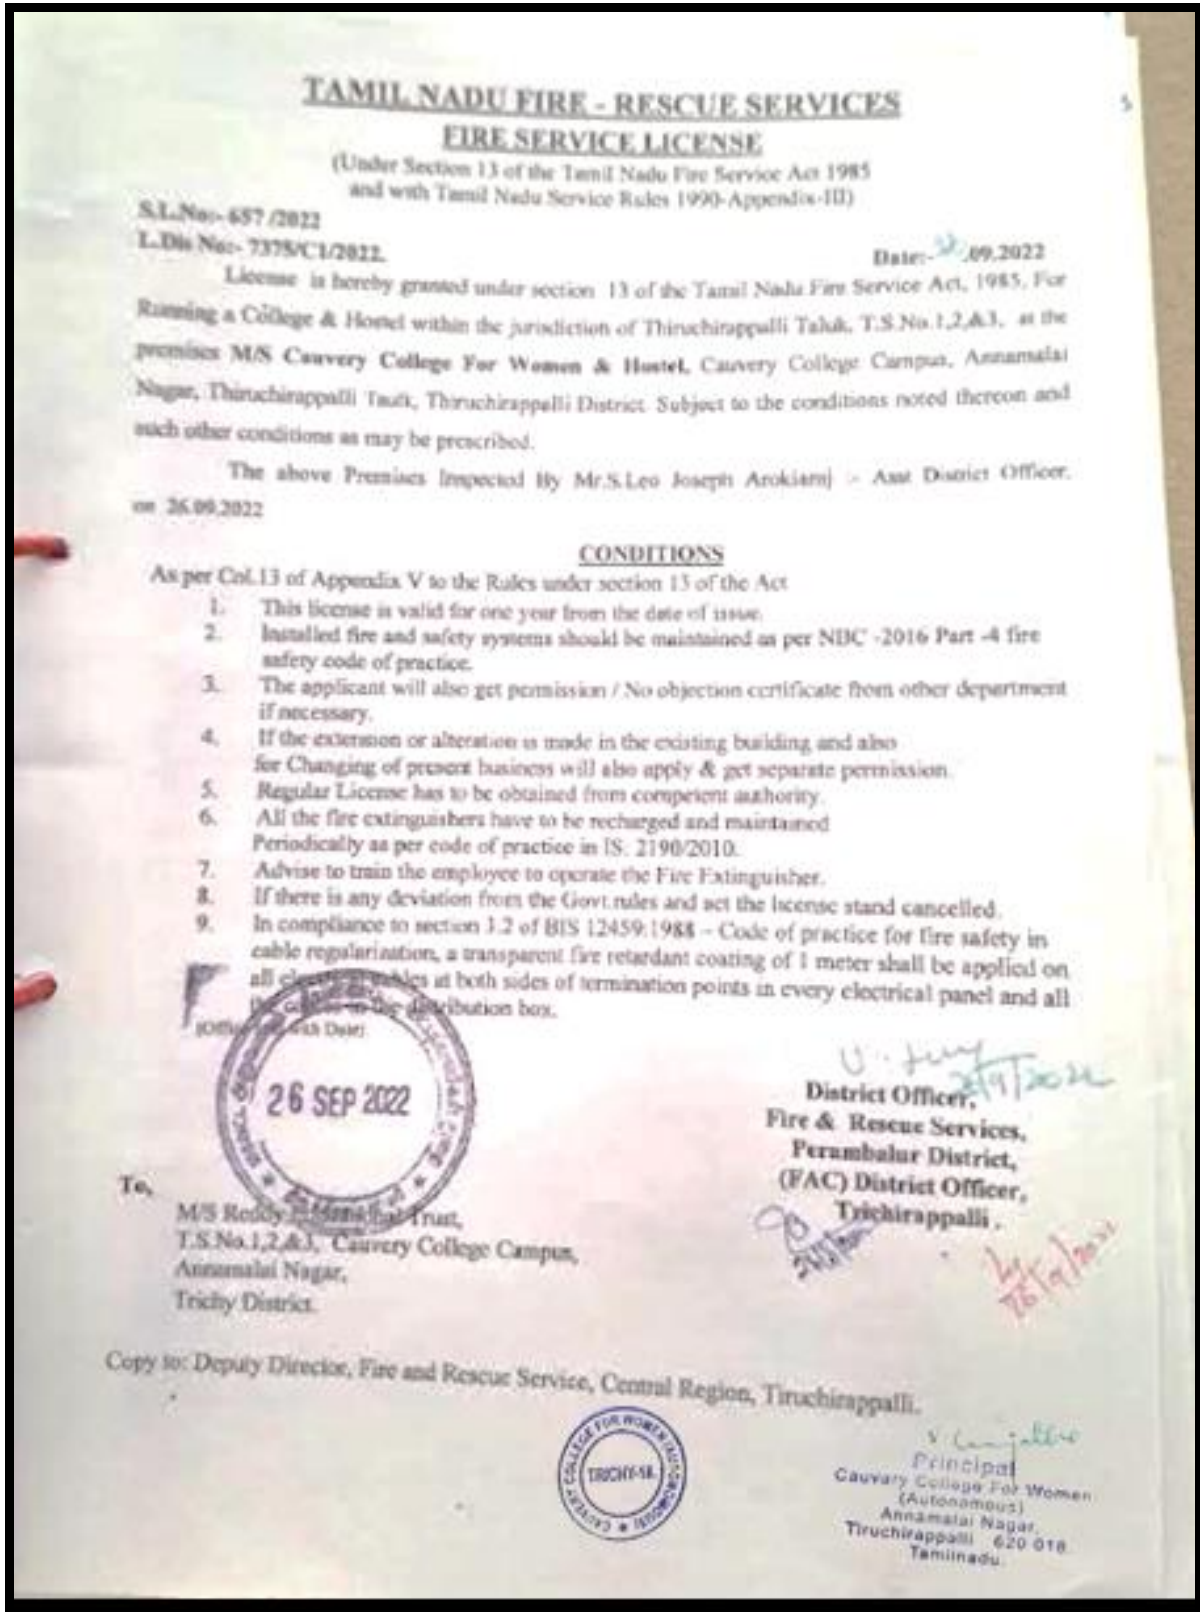 TAMIL NADU FIRE - RESCUE SERVICES
FIRE SERVICE LICENSE
(Under Section 13 of the Tamil Nadu Fire Service Act 1985
and with Tamil Nadu Service Rules 1990-Appendix-III)
S.L.No:- 657 /2022
L.Dis No:- 7375/C1/2022.
Date:- .09.2022
License is hereby granted under section 13 of the Tamil Nadu Fire Service Act, 1985, For
Running a College & Hostel within the jurisdiction of Thiruchirappalli Taluk, T.S.No.1,2,&3, at the
premises M/S Cauvery College For Women & Hostel, Cauvery College Campus, Annamalai
Nagar, Thiruchirappalli Thiruchirappalli District. Subject to the conditions noted thereon and
such other conditions as may be prescribed.
The above Premises Inspected By Mr.S.Leo Joseph Arokiaraj :- Asst District Officer.
on 26.09.2022
CONDITIONS
As per Col.13 of Appendix V to the Rules under section 13 of the Act
1. This license is valid for one year from the date of issue.
2. Installed fire and safety systems should be maintained as per NBC -2016 Part -4 fire
safety code of practice.
3. The applicant will also get permission / No objection certificate from other department
if necessary.
4. If the extension or alteration is made in the existing building and also
for Changing of present business will also apply & get separate permission.
5. Regular License has to be obtained from competent authority.
6. All the fire extinguishers have to be recharged and maintained
Periodically as per code of practice in IS. 2190/2010.
7. Advise to train the employee to operate the Fire Extinguisher.
8. If there is any deviation from the Govt.rules and act the license stand cancelled.
9. In compliance to section 3.2 of BIS 12459:1988 – Code of practice for fire safety in
cable regularization, a transparent fire retardant coating of 1 meter shall be applied on
all at both sides of termination points in every electrical panel and all
the distribution box.
with Date)
26 SEP 2022
District Officer,
Fire & Rescue Services,
Perambalur District,
(FAC) District Officer,
Trichirappalli .
26/9/2022
To,
M/S Reddy Trust,
T.S.No.1,2,&3, Cauvery College Campus,
Annamalai Nagar,
Trichy District.
Copy to: Deputy Director, Fire and Rescue Service, Central Region, Tiruchirappalli.
CAUVERY COLLEGE FOR WOMEN (AUTONOMOUS)
TRICHY-18.
Principal
Cauvary College For Women
(Autonomous)
Annamalai Nagar,
Tiruchirappalli 620 018
Tamilnadu.